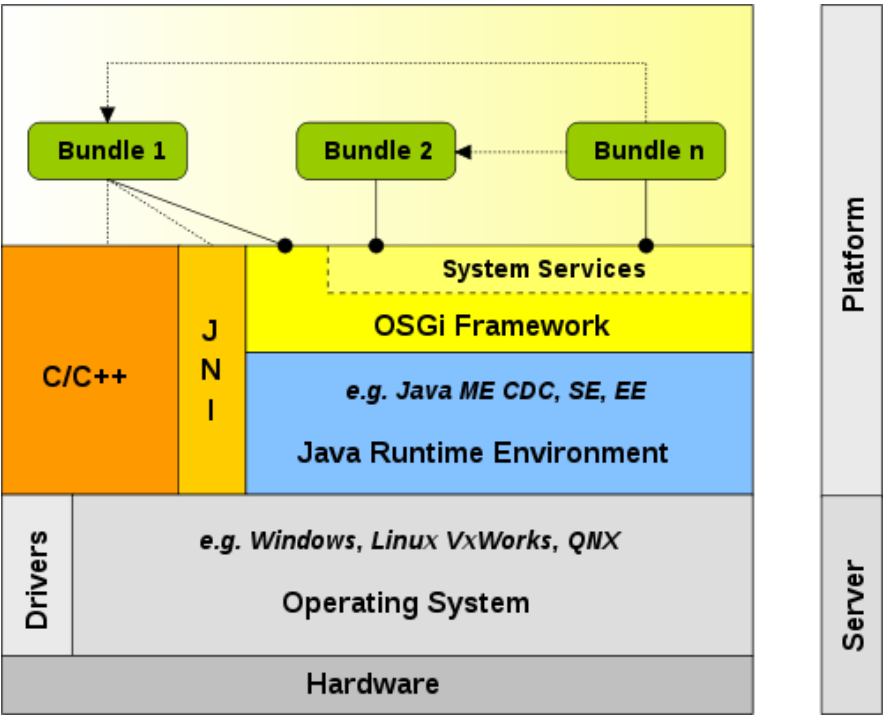 Bundle 1
Bundle 2
Bundle n
System Services
OSGi Framework
C/C++
J
N
I
e.g. Java ME CDC, SE, EE
Java Runtime Environment
Drivers
e.g. Windows, Linux VxWorks, QNX
Operating System
Hardware
Platform
Server